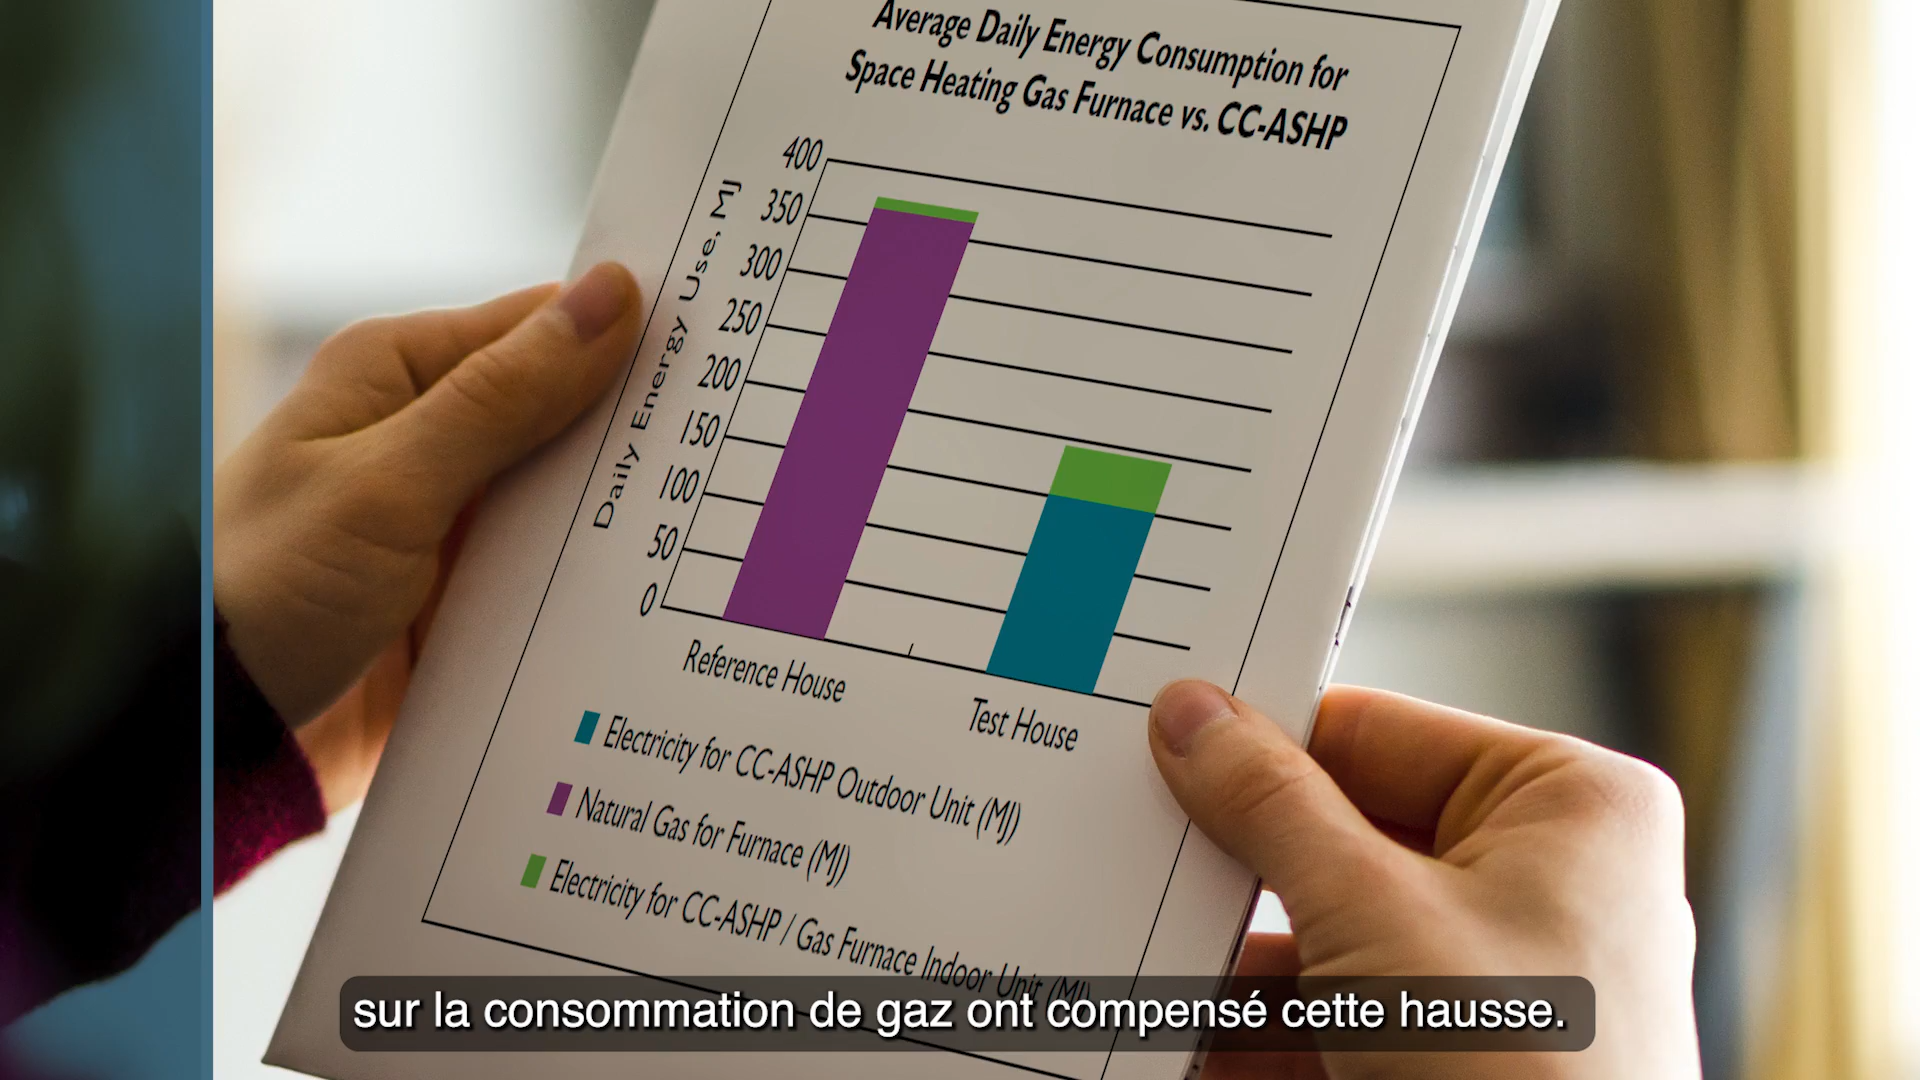 Average Daily Energy Consumption for
Space Heating Gas Furnace vs. CC-ASHP
Daily Energy Use, MJ
400
350
300
250
200
150
100
50
0
Reference House
Test House
Electricity for CC-ASHP Outdoor Unit (MJ)
Natural Gas for Furnace (MJ)
Electricity for CC-ASHP / Gas Furnace Indoor Unit (MJ)
sur la consommation de gaz ont compensé cette hausse.